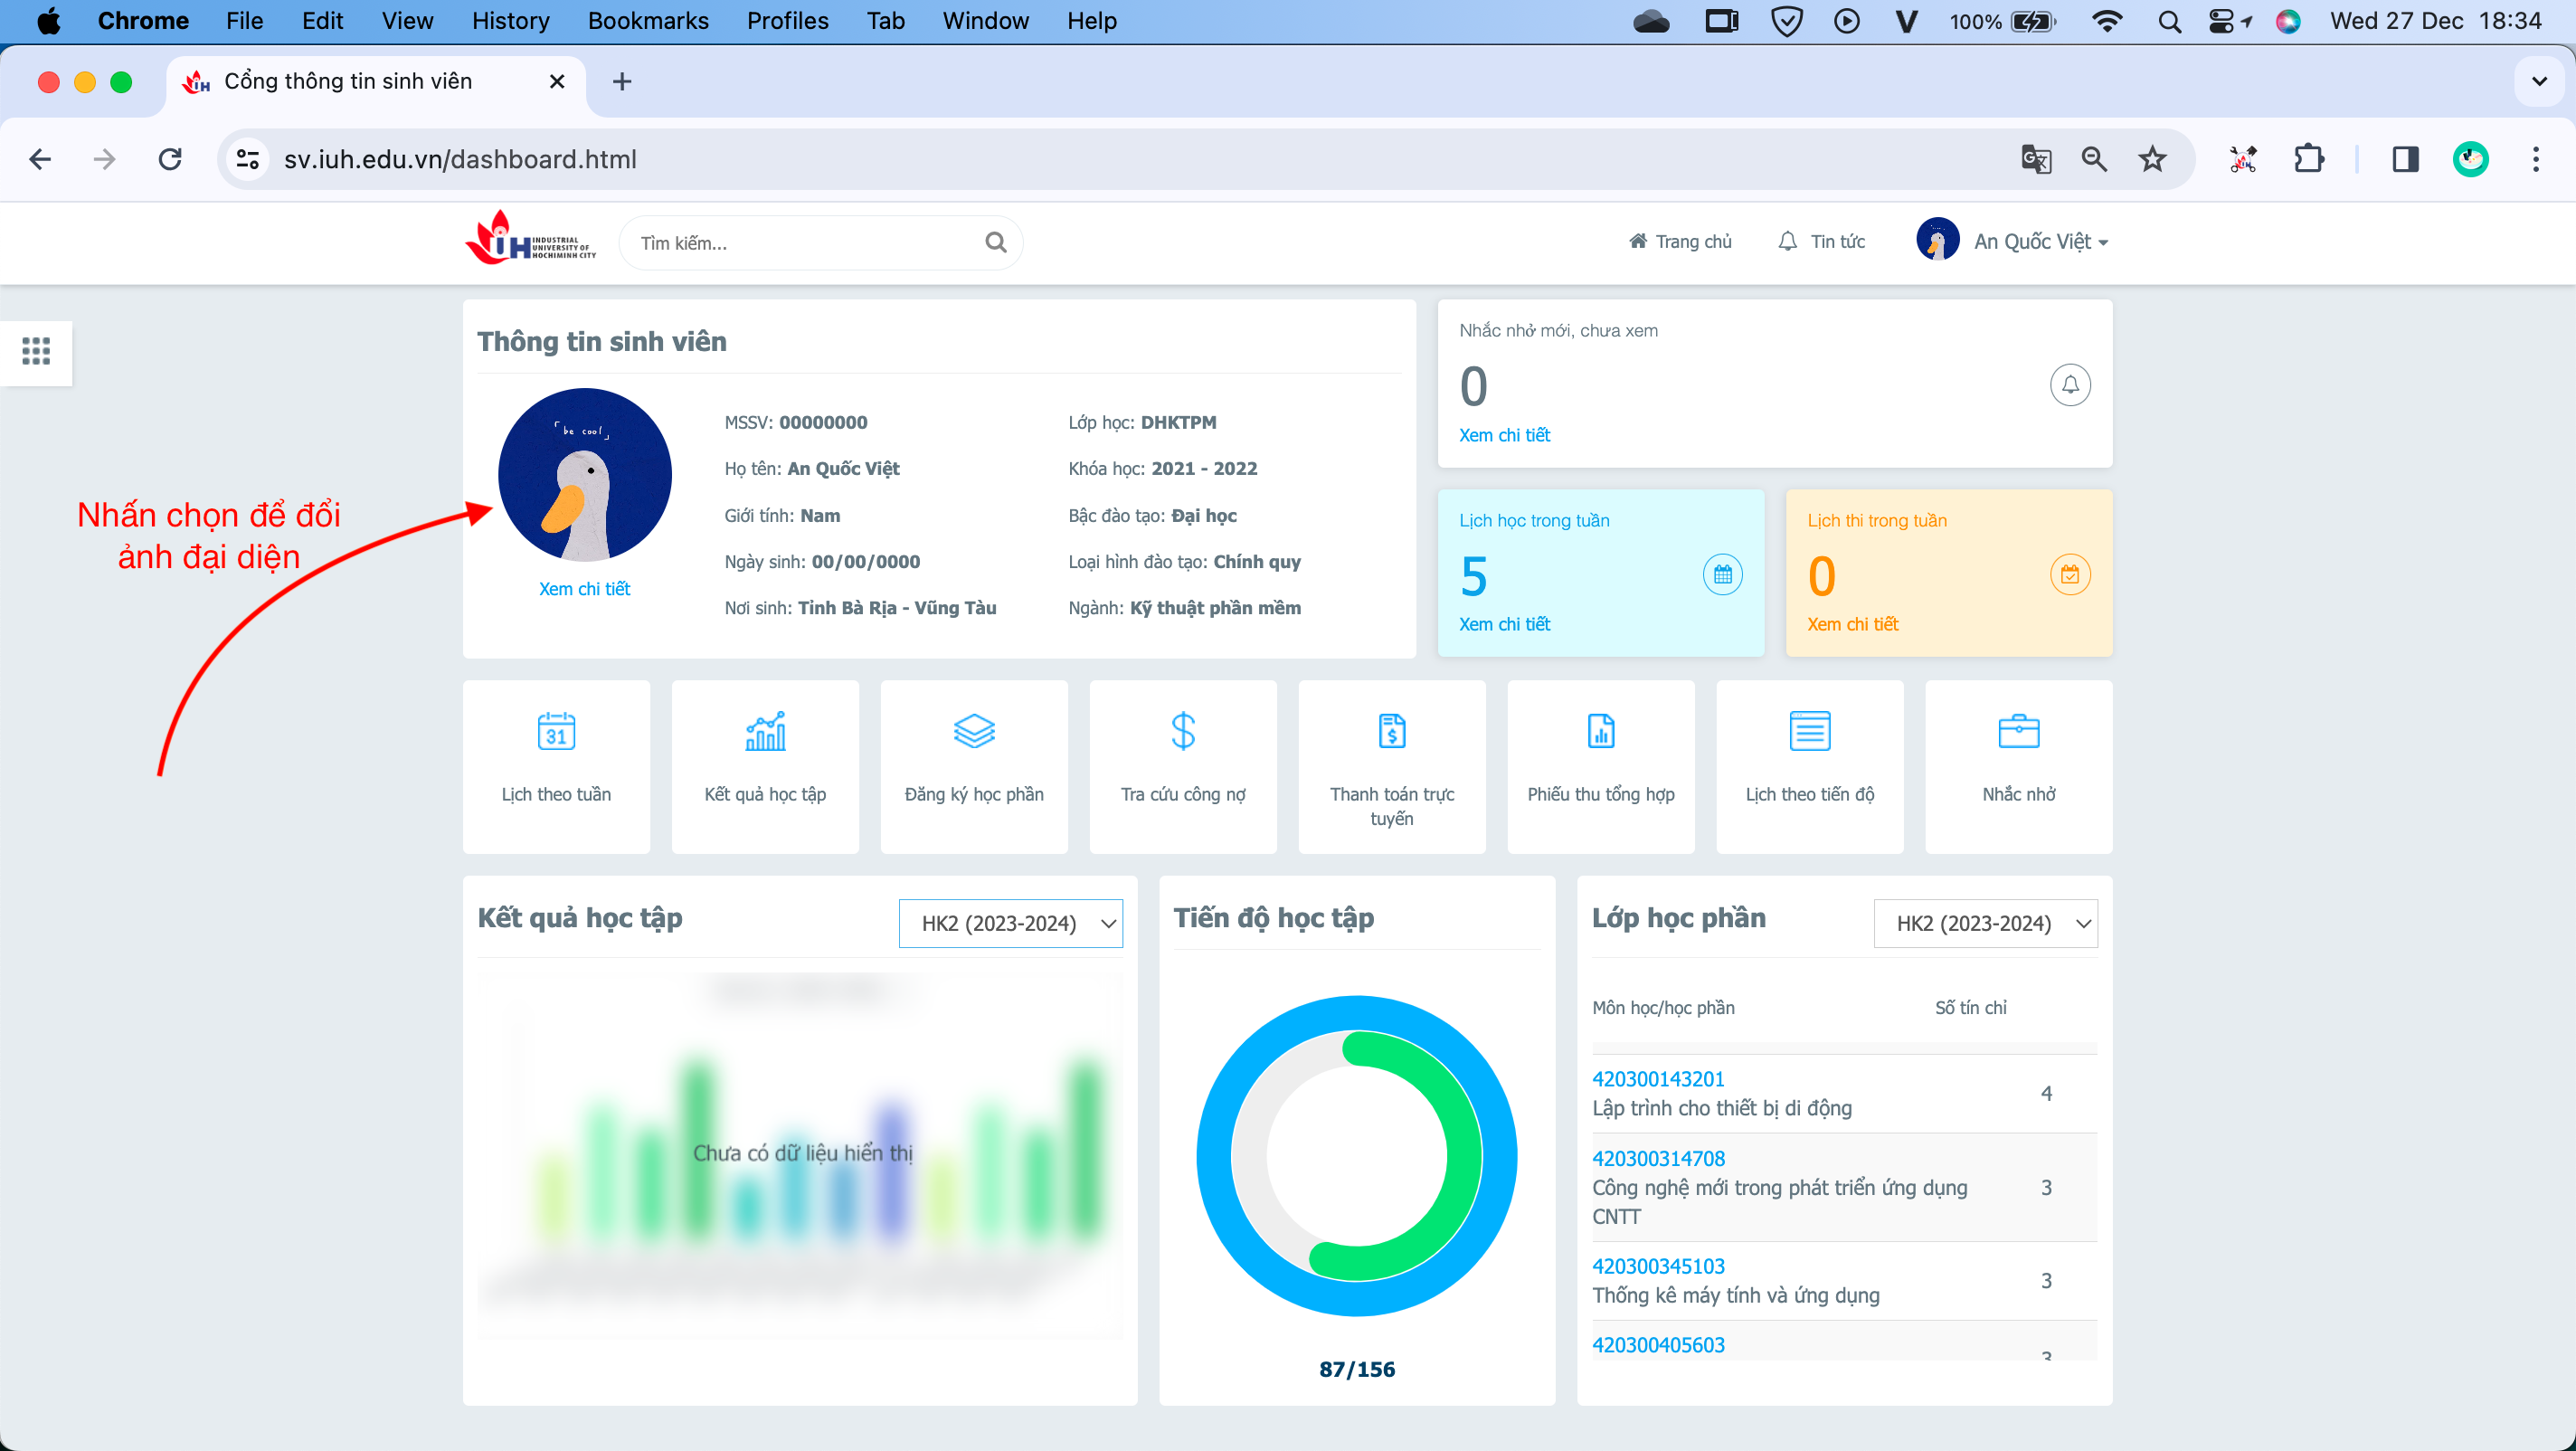 Chrome File Edit View History Bookmarks Profiles Tab Window Help 100% Wed 27 Dec 18:34
Cổng thông tin sinh viên
sv.iuh.edu.vn/dashboard.html
INDUSTRIAL
UNIVERSITY OF
HOCHIMINH CITY
Tìm kiếm...
Trang chủ
Tin tức
An Quốc Việt
Thông tin sinh viên
be cool
Xem chi tiết
MSSV: 00000000
Họ tên: An Quốc Việt
Giới tính: Nam
Ngày sinh: 00/00/0000
Nơi sinh: Tỉnh Bà Rịa - Vũng Tàu
Lớp học: DHKTPM
Khóa học: 2021 - 2022
Bậc đào tạo: Đại học
Loại hình đào tạo: Chính quy
Ngành: Kỹ thuật phần mềm
Nhấn chọn để đổi
ảnh đại diện
Nhắc nhở mới, chưa xem
0
Xem chi tiết
Lịch học trong tuần
5
Xem chi tiết
Lịch thi trong tuần
0
Xem chi tiết
31
Lịch theo tuần
Kết quả học tập
Đăng ký học phần
Tra cứu công nợ
Thanh toán trực
tuyến
Phiếu thu tổng hợp
Lịch theo tiến độ
Nhắc nhở
Kết quả học tập
HK2 (2023-2024)
Chưa có dữ liệu hiển thị
Tiến độ học tập
87/156
Lớp học phần
HK2 (2023-2024)
Môn học/học phần Số tín chỉ
420300143201
Lập trình cho thiết bị di động
4
420300314708
Công nghệ mới trong phát triển ứng dụng
CNTT
3
420300345103
Thống kê máy tính và ứng dụng
3
420300405603
3